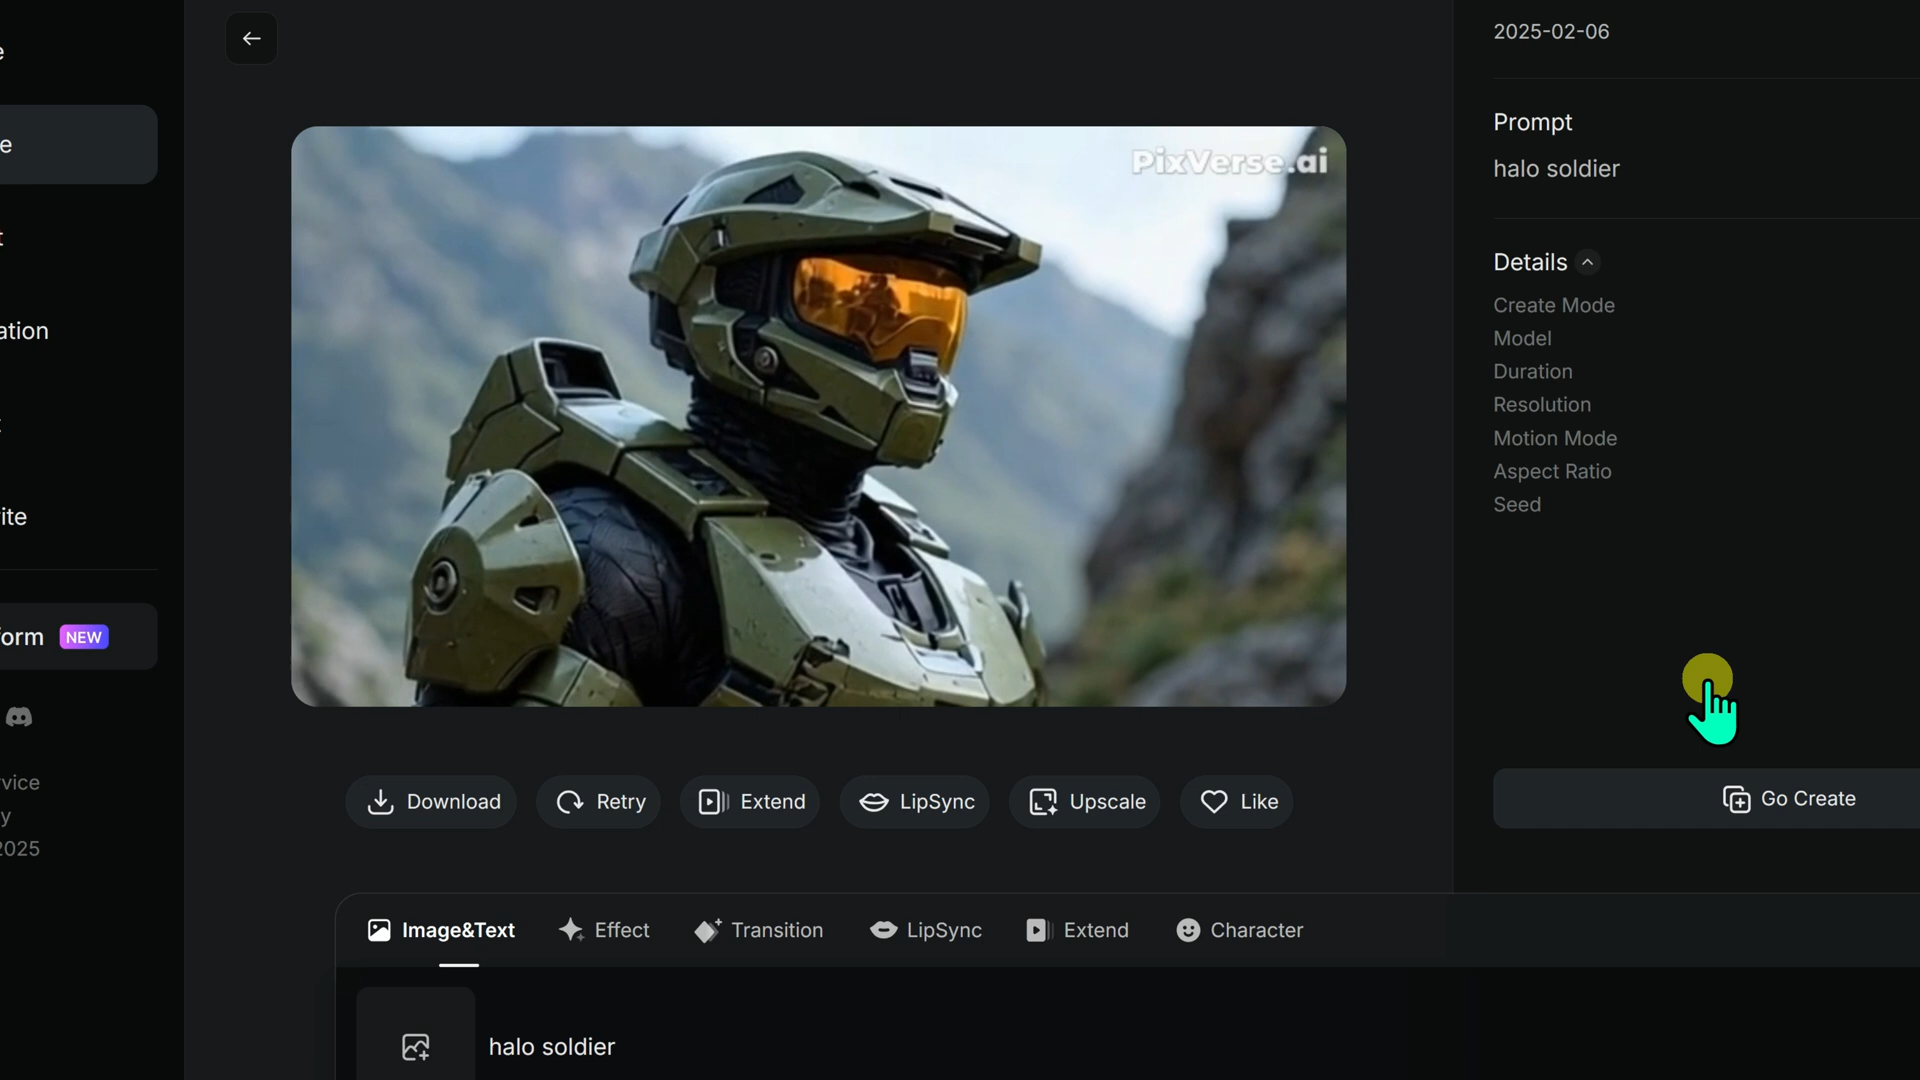 2025-02-06
Prompt
halo soldier
Details
Create Mode
Model
Duration
Resolution
Motion Mode
Aspect Ratio
Seed
Go Create
PixVerse.ai
Download Retry Extend LipSync Upscale Like
Image&Text Effect Transition LipSync Extend Character
halo soldier
e
e
t
ation
ite
form NEW
vice
y
2025